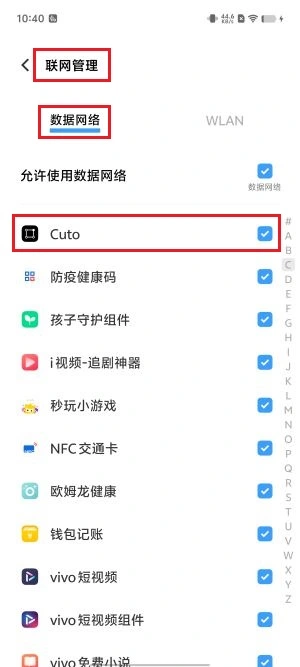 10:40
44.6
KB/s
联网管理
数据网络
WLAN
允许使用数据网络
数据网络
Cuto
防疫健康码
孩子守护组件
i视频-追剧神器
秒玩小游戏
NFC交通卡
欧姆龙健康
钱包记账
vivo短视频
vivo短视频组件
vivo免费小说
#
A
B
C
D
E
F
G
H
I
J
K
L
M
N
O
P
Q
R
S
T
U
V
W
X
Y
Z